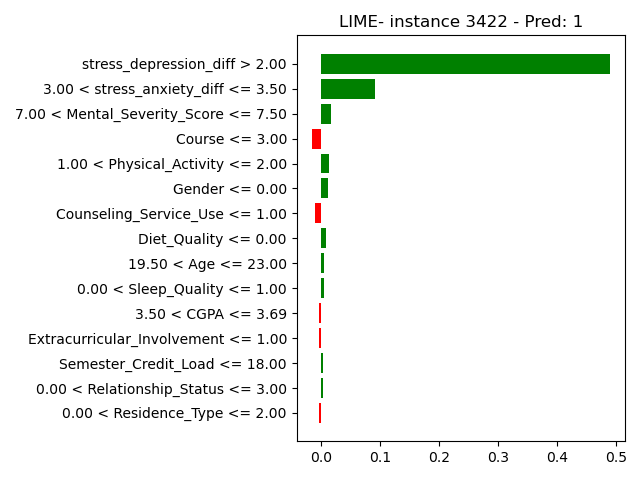 LIME- instance 3422 - Pred: 1
stress_depression_diff > 2.00
3.00 < stress_anxiety_diff <= 3.50
7.00 < Mental_Severity_Score <= 7.50
Course <= 3.00
1.00 < Physical_Activity <= 2.00
Gender <= 0.00
Counseling_Service_Use <= 1.00
Diet_Quality <= 0.00
19.50 < Age <= 23.00
0.00 < Sleep_Quality <= 1.00
3.50 < CGPA <= 3.69
Extracurricular_Involvement <= 1.00
Semester_Credit_Load <= 18.00
0.00 < Relationship_Status <= 3.00
0.00 < Residence_Type <= 2.00
0.0 0.1 0.2 0.3 0.4 0.5